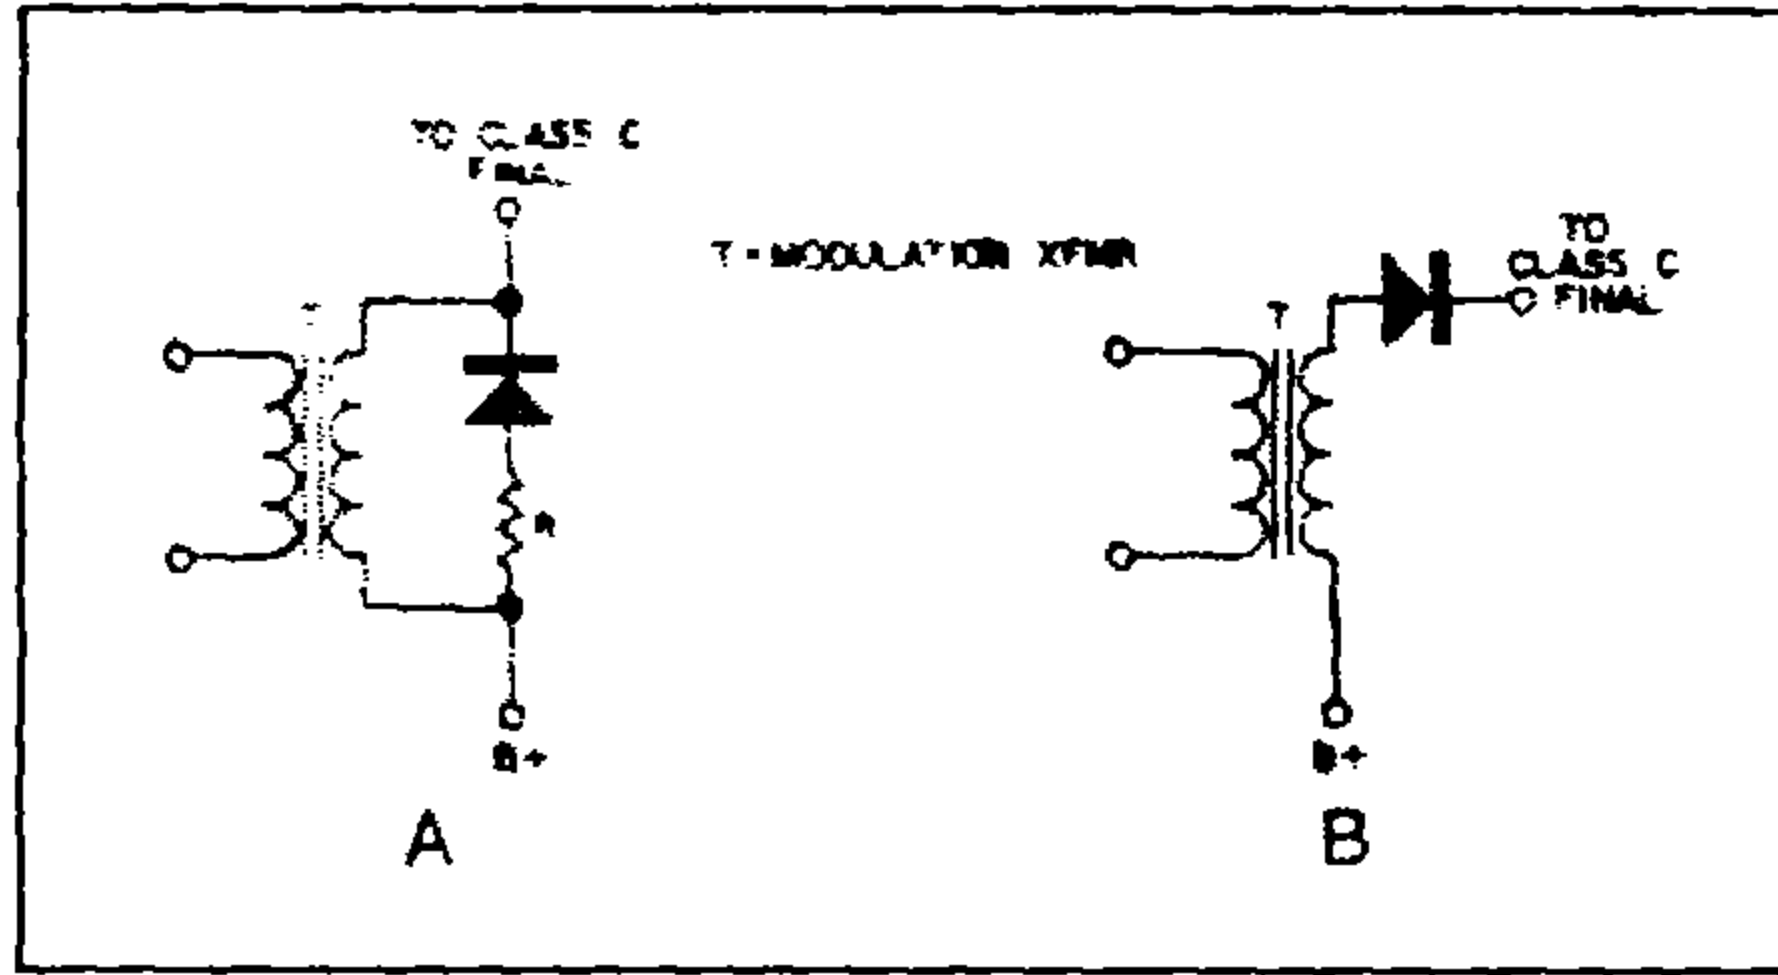 TO CLASS C
FINAL
T = MODULATION XFMR
TO
CLASS C
FINAL
T
T
R
B+
B+
A
B